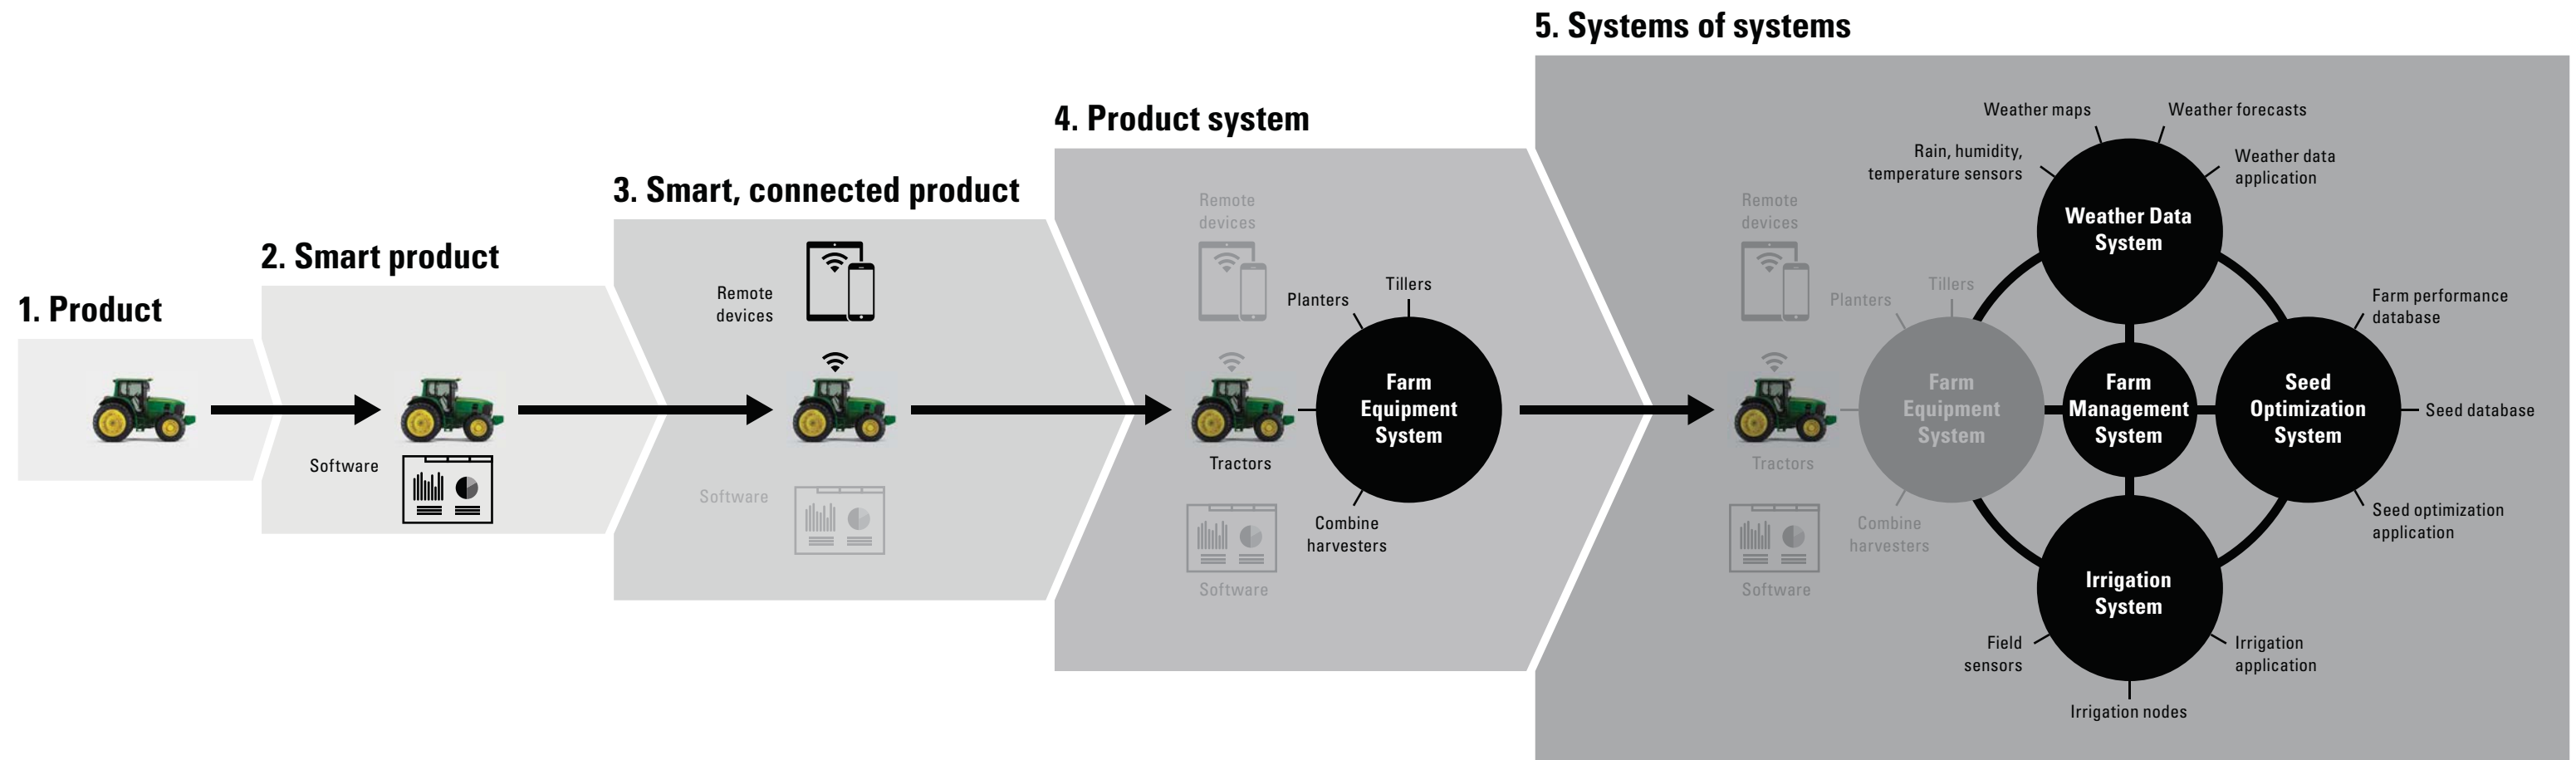 1. Product
2. Smart product
Software
3. Smart, connected product
Remote
devices
Software
4. Product system
Remote
devices
Tillers
Planters
Farm
Equipment
System
Tractors
Combine
harvesters
Software
5. Systems of systems
Remote
devices
Tillers
Planters
Farm
Equipment
System
Tractors
Combine
harvesters
Software
Weather maps
Weather forecasts
Rain, humidity,
temperature sensors
Weather data
application
Weather Data
System
Farm
Management
System
Farm performance
database
Seed
Optimization
System
Seed database
Seed optimization
application
Irrigation
System
Field
sensors
Irrigation
application
Irrigation nodes